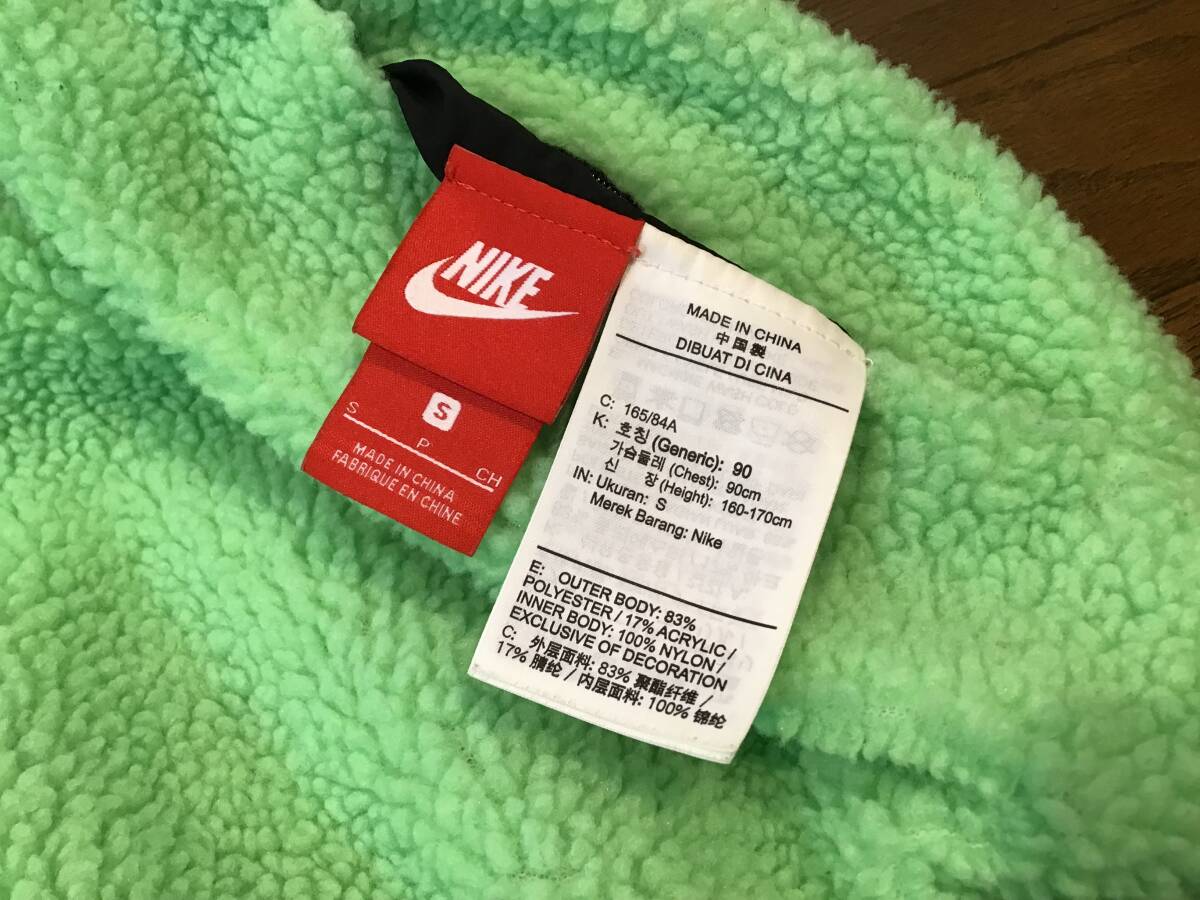 NIKE
S
S P CH
MADE IN CHINA
FABRIQUE EN CHINE
MADE IN CHINA
中国製
DIBUAT DI CINA
C: 165/84A
K: 호칭 (Generic): 90
가슴둘레 (Chest): 90cm
신 장 (Height): 160-170cm
IN: Ukuran: S
Merek Barang: Nike
E: OUTER BODY: 83%
POLYESTER / 17% ACRYLIC /
INNER BODY: 100% NYLON /
EXCLUSIVE OF DECORATION
C: 外层面料: 83% 聚酯纤维 /
17% 腈纶 / 内层面料: 100% 锦纶